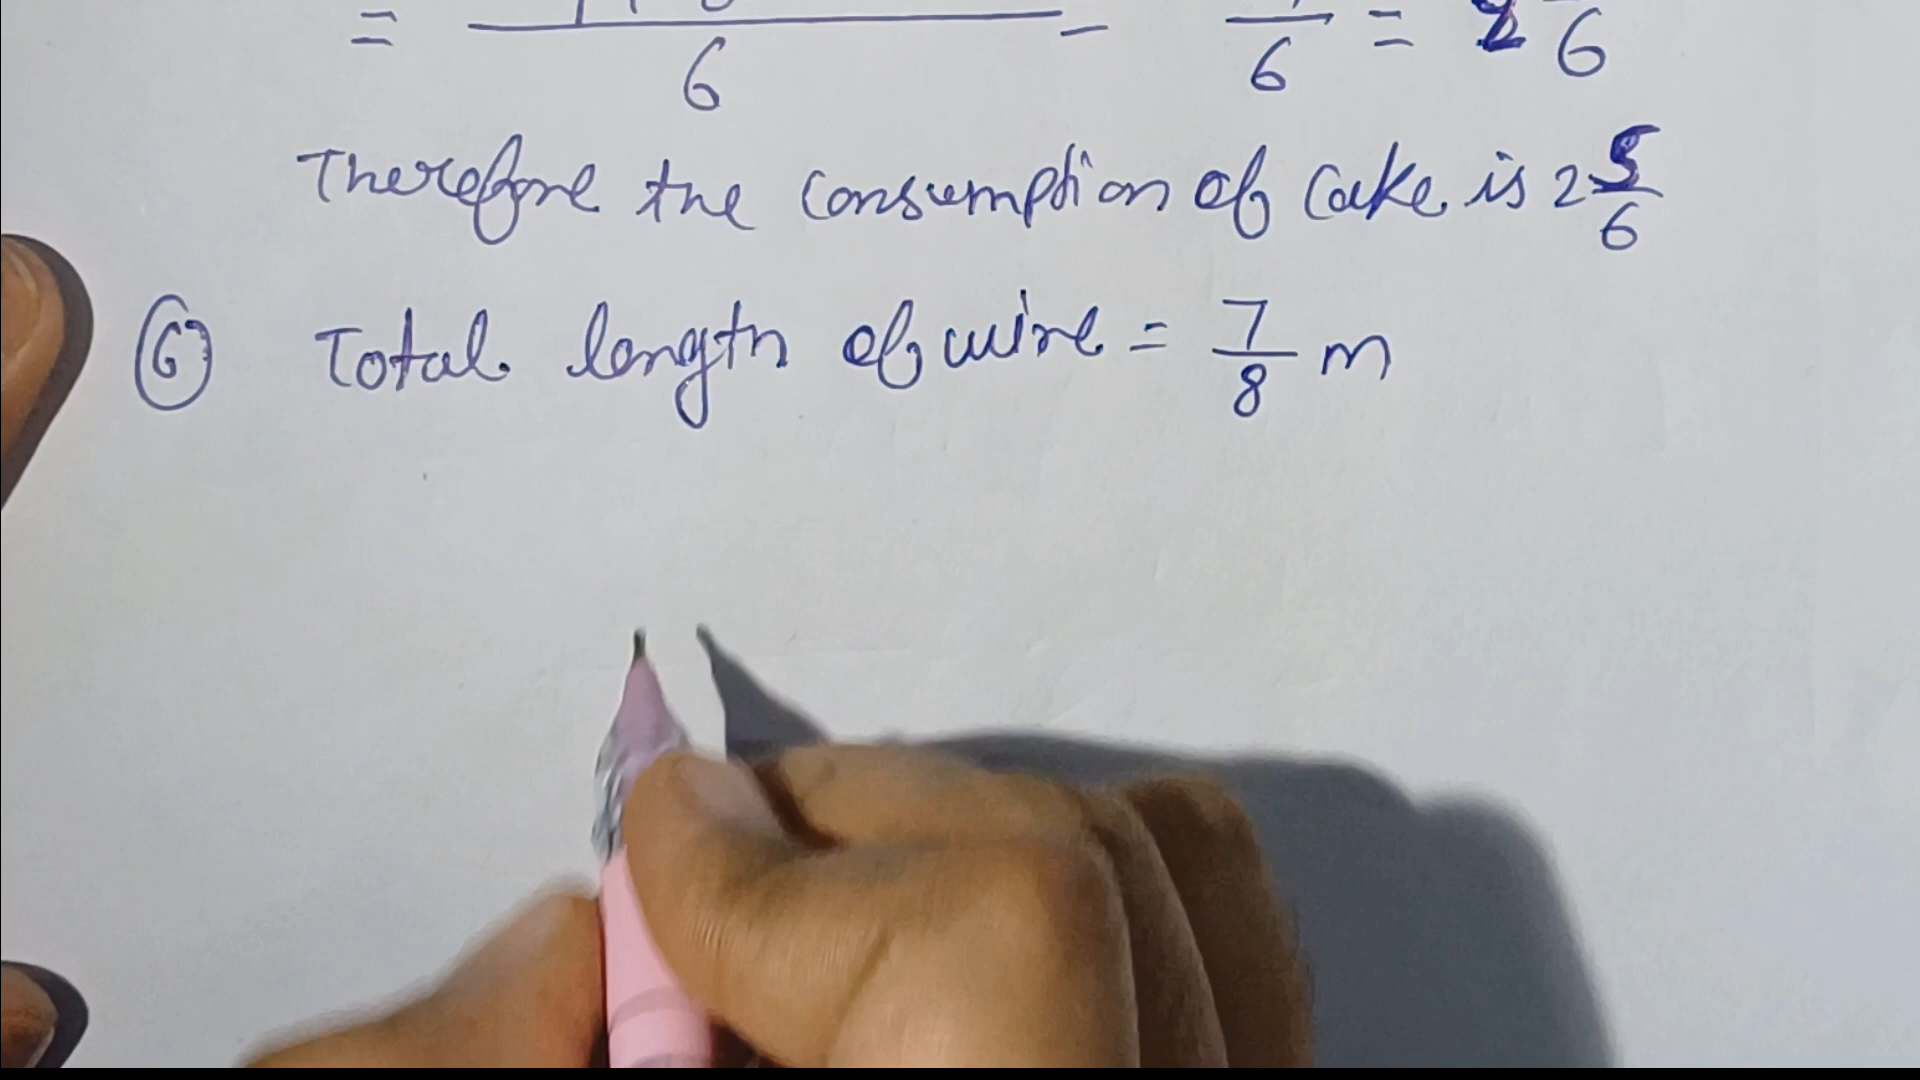 = ― 6 - 6 = 2 6
Therefore the consumption of cake is 2 5/6
6 Total length of wire = 7/8 m